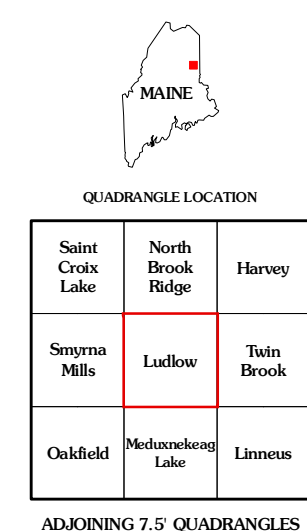 MAINE
QUADRANGLE LOCATION
Saint
Croix
Lake
North
Brook
Ridge
Harvey
Smyrna
Mills
Ludlow
Twin
Brook
Oakfield
Meduxnekeag
Lake
Linneus
ADJOINING 7.5' QUADRANGLES